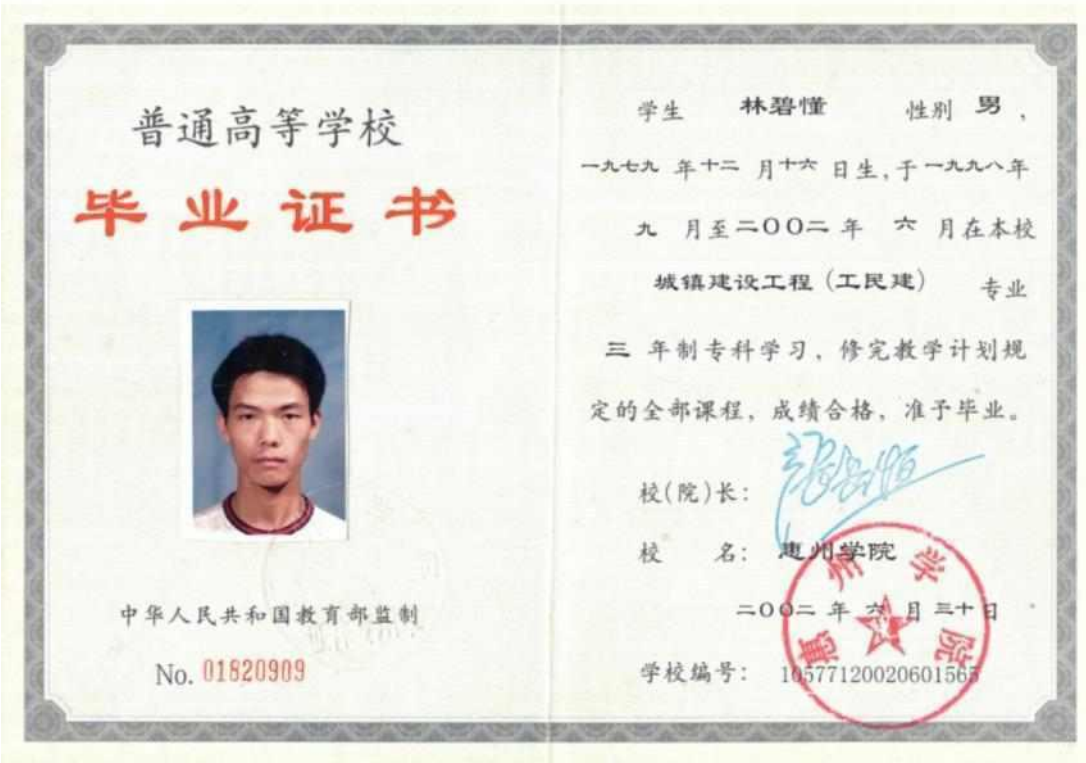 普通高等学校
毕业证书
中华人民共和国教育部监制
No. 01820909
学生 林碧懂 性别 男，
一九七九 年十二 月十六 日生，于一九九八年
九 月至二〇〇二年 六 月在本校
城镇建设工程（工民建） 专业
三 年制专科学习，修完教学计划规
定的全部课程，成绩合格，准予毕业。
校(院)长：
校 名：惠州学院
二〇〇二 年 六 月 三十日
学校编号：10577120020601565
惠州学院